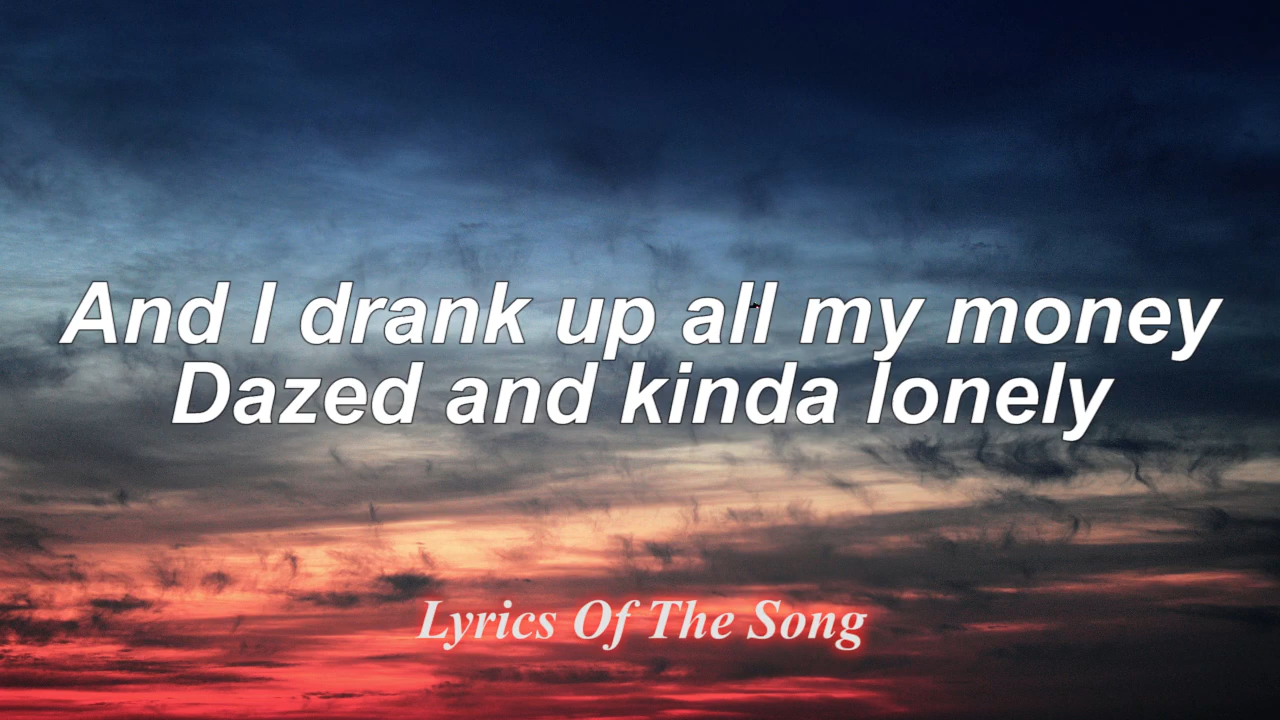 And I drank up all my money
Dazed and kinda lonely
Lyrics Of The Song